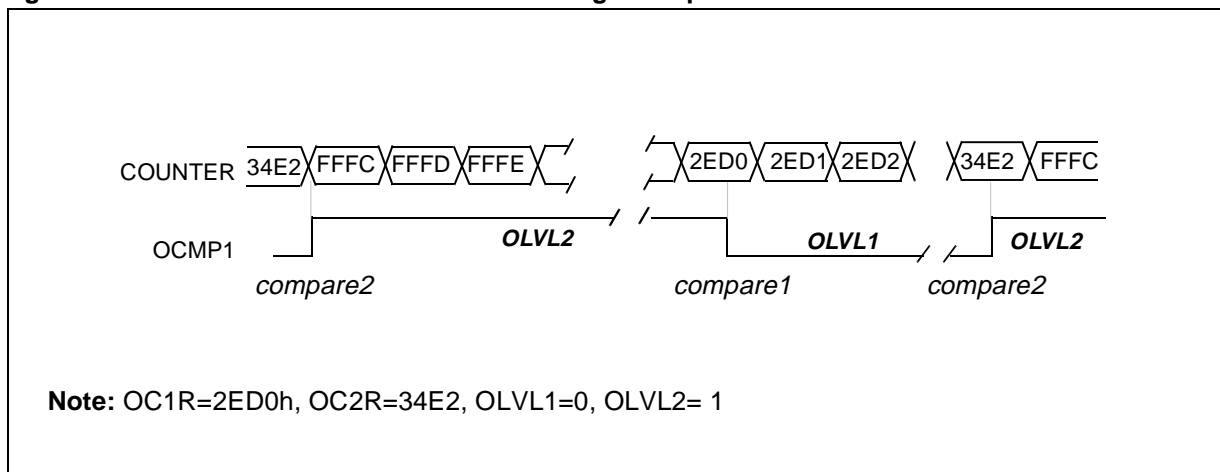 COUNTER 34E2 FFFC FFFD FFFE 2ED0 2ED1 2ED2 34E2 FFFC
OCMP1 OLVL2 OLVL1 OLVL2
compare2 compare1 compare2
Note: OC1R=2ED0h, OC2R=34E2, OLVL1=0, OLVL2= 1